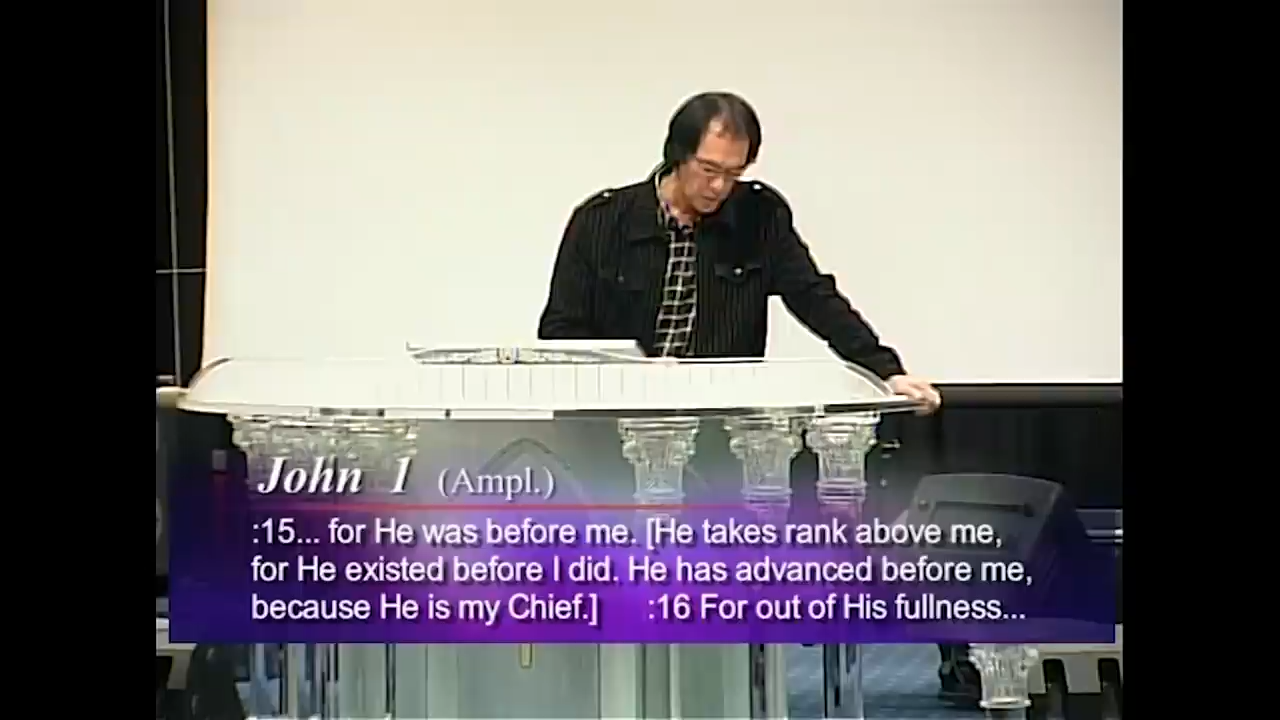 John 1 (Ampl.)
:15... for He was before me. [He takes rank above me,
for He existed before I did. He has advanced before me,
because He is my Chief.] :16 For out of His fullness...